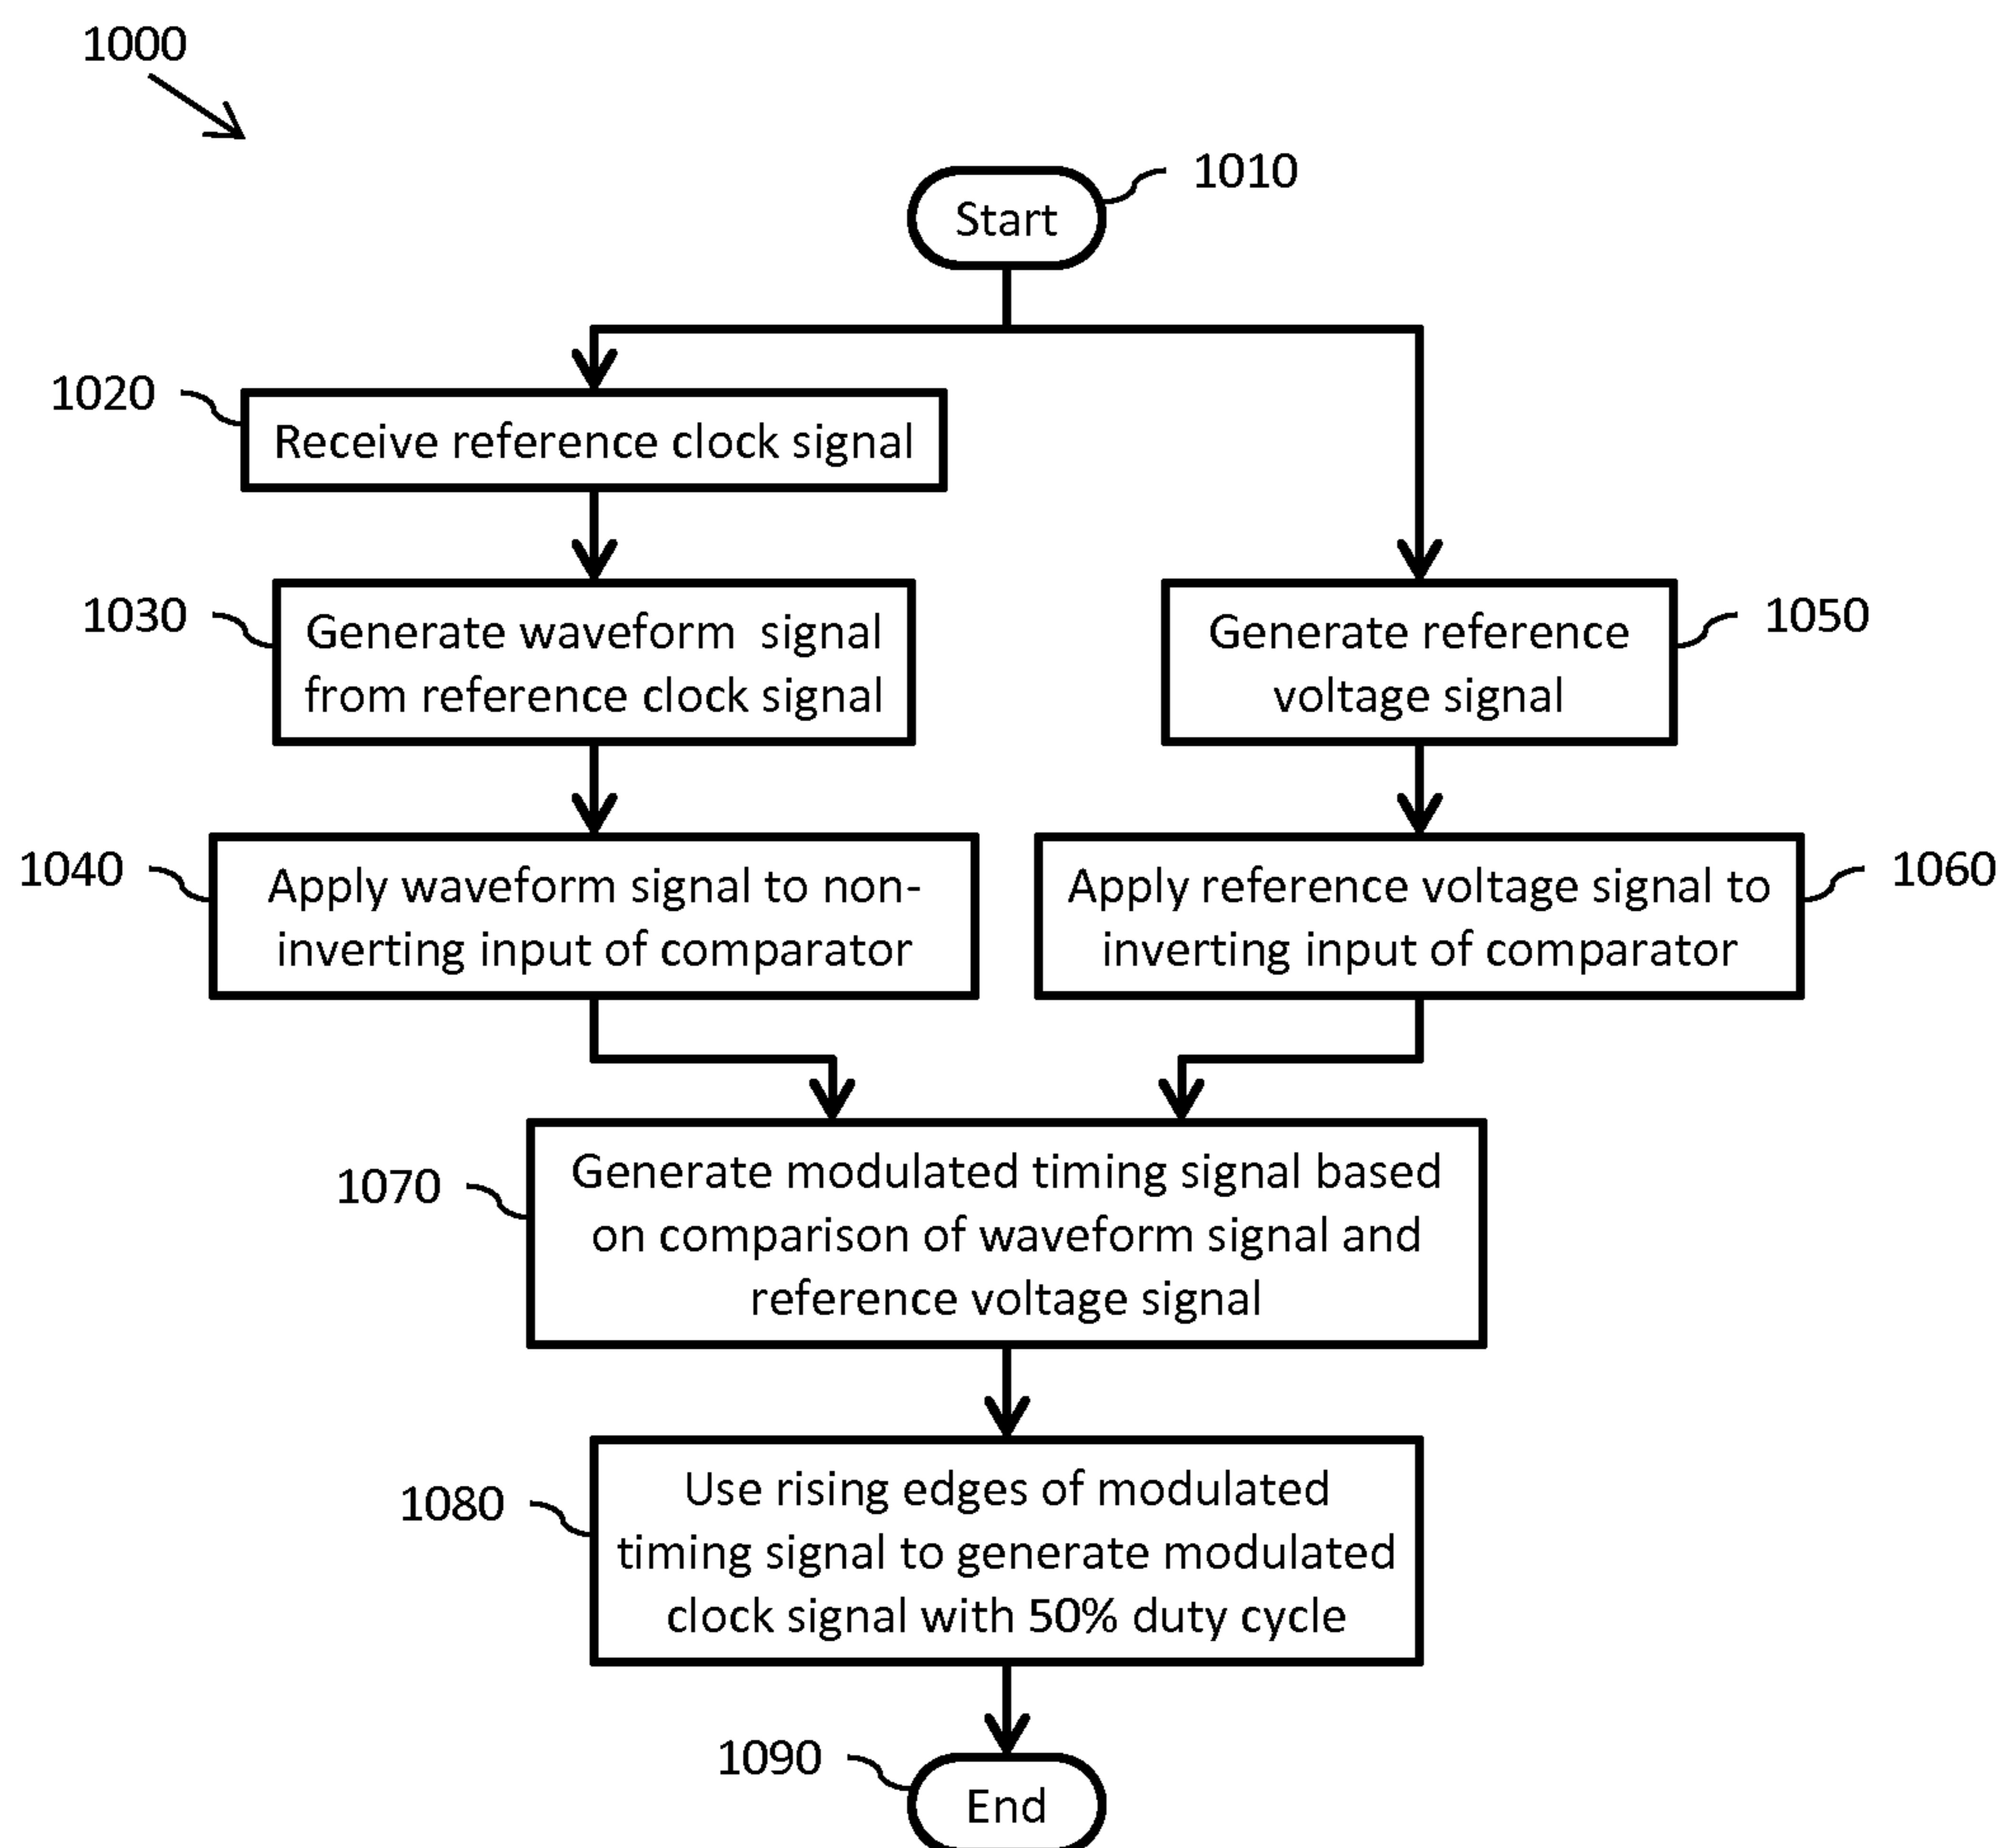 1000
1010
Start
1020
Receive reference clock signal
1030
Generate waveform signal
from reference clock signal
1050
Generate reference
voltage signal
1040
Apply waveform signal to non-
inverting input of comparator
1060
Apply reference voltage signal to
inverting input of comparator
1070
Generate modulated timing signal based
on comparison of waveform signal and
reference voltage signal
1080
Use rising edges of modulated
timing signal to generate modulated
clock signal with 50% duty cycle
1090
End